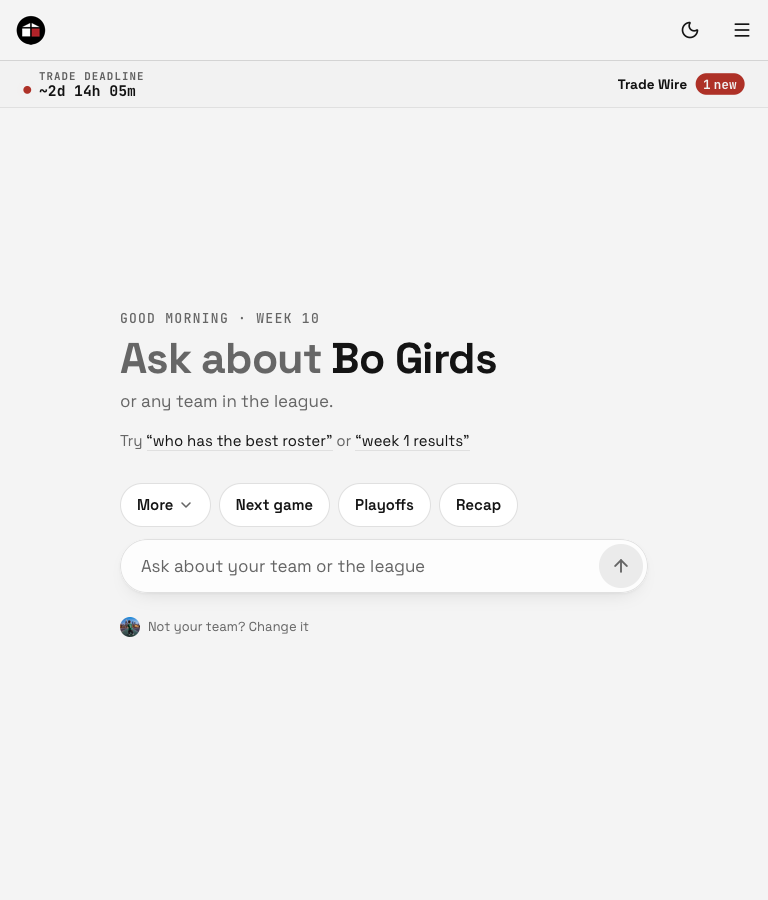 TRADE DEADLINE
~2d 14h 05m
Trade Wire 1 new
GOOD MORNING · WEEK 10
Ask about Bo Girds
or any team in the league.
Try “who has the best roster” or “week 1 results”
More Next game Playoffs Recap
Ask about your team or the league
Not your team? Change it